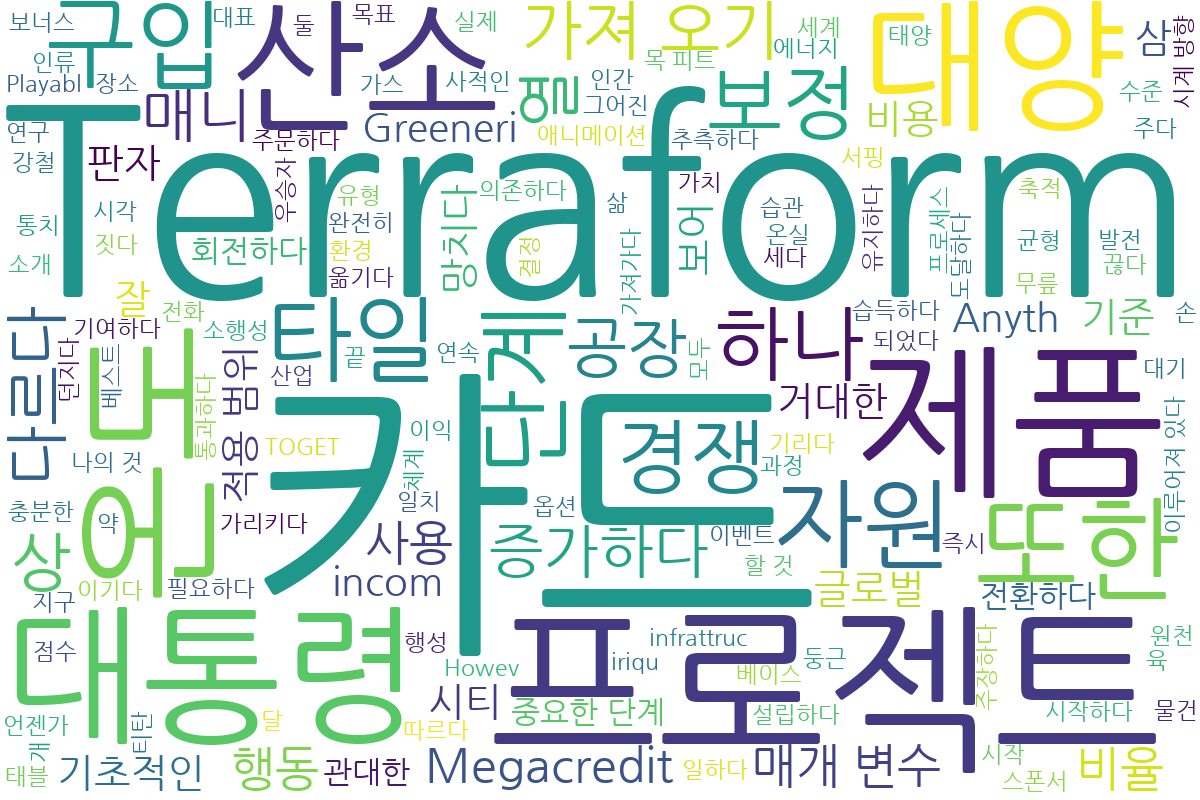 Terraform
카드
프로젝트
대통령
산소
대양
제품
에너
구입
가져 오기
보정
열
매니
Greeneri
판자
비용
삼
시계 방향
보너스
대표
둘
목표
실제
세계
에너지
태양
인류
Playabl
장소
가스
사적인
목 피트
인간
그어진
수준
주다
연구
강철
주문하다
애니메이션
추측하다
서핑
통치
시각
짓다
소개
우승자
유형
완전히
환경
옮기다
회전하다
망치다
의존하다
결정
삶
가져가다
보어
가치
습관
온실
세다
유지하다
프로세스
도달하다
축적
균형
무릎
발전
끊다
잘
전화
기여하다
소행성
다르다
던지다
베스트
통과하다
적용 범위
타일
끝
산업
연속
단계
공장
모두
하나
습득하다
되었다
Anyth
기준
손
대기
거대한
나의 것
TOGET
이익
체계
일치
경쟁
기리다
과정
이루어져 있다
충분한
약
가리키다
상
사용
증가하다
옵션
이벤트
할 것
자원
즉시
또한
이기다
필요하다
지구
incom
글로벌
전환하다
점수
행성
Howev
infrattruc
iriqu
베이스
둥근
주장하다
원천
육
언젠가
개
티탄
달
따르다
시티
중요한 단계
설립하다
시작하다
물건
태블
기초적인
행동
관대한
Megacredit
일하다
매개 변수
시작
스폰서
비율